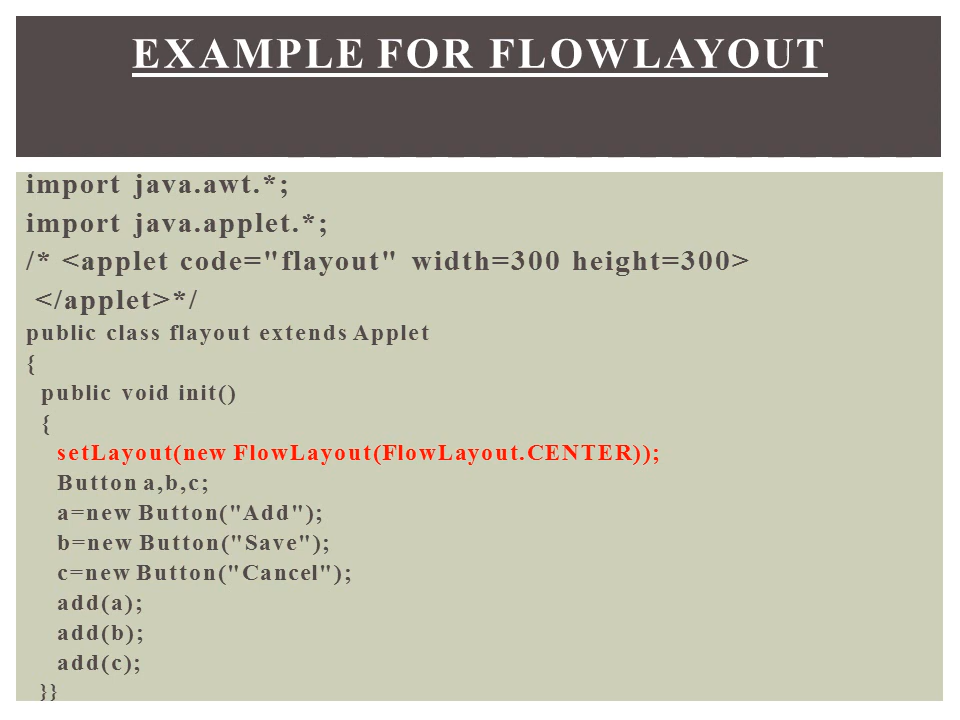 EXAMPLE FOR FLOWLAYOUT
import java.awt.*;
import java.applet.*;
/* <applet code="flayout" width=300 height=300>
</applet>*/
public class flayout extends Applet
{
public void init()
{
setLayout(new FlowLayout(FlowLayout.CENTER));
Button a,b,c;
a=new Button("Add");
b=new Button("Save");
c=new Button("Cancel");
add(a);
add(b);
add(c);
}}